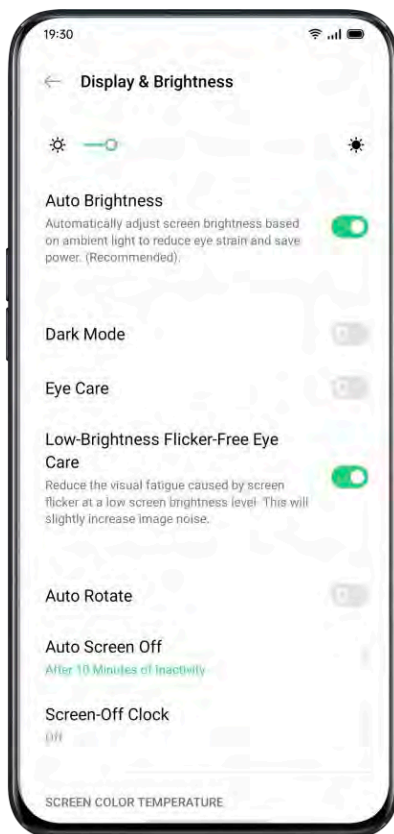 19:30
Display & Brightness
Auto Brightness
Automatically adjust screen brightness based
on ambient light to reduce eye strain and save
power. (Recommended).
Dark Mode
Eye Care
Low-Brightness Flicker-Free Eye
Care
Reduce the visual fatigue caused by screen
flicker at a low screen brightness level. This will
slightly increase image noise.
Auto Rotate
Auto Screen Off
After 10 Minutes of Inactivity
Screen-Off Clock
Off
SCREEN COLOR TEMPERATURE